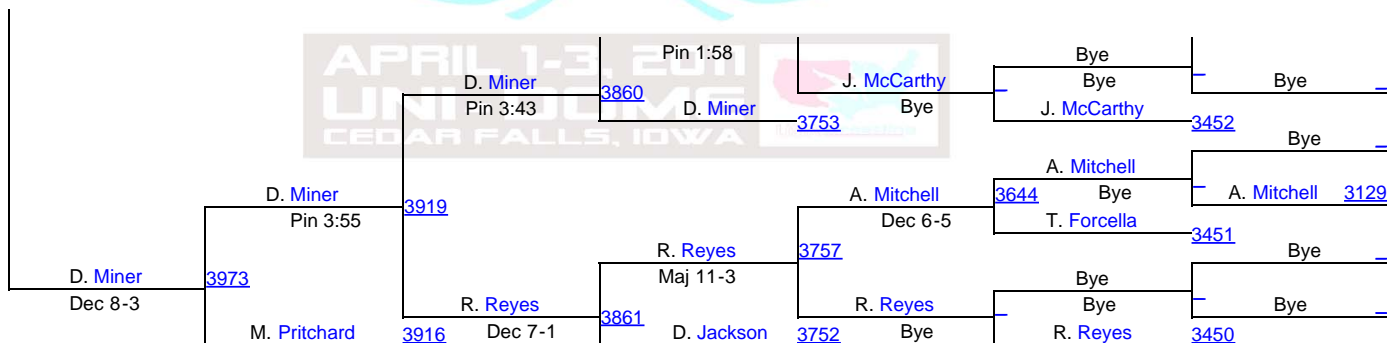 APRIL 1-3, 2011
UNI-DOME
CEDAR FALLS, IOWA
Pin 1:58 Bye
D. Miner 3860 J. McCarthy Bye Bye
Pin 3:43 D. Miner 3753 Bye J. McCarthy 3452
Bye
A. Mitchell
D. Miner A. Mitchell 3644 Bye A. Mitchell 3129
Pin 3:55 3919 Dec 6-5 T. Forcella 3451
R. Reyes 3757 Bye
D. Miner 3973 Maj 11-3 Bye
Dec 8-3 R. Reyes 3861 R. Reyes Bye Bye
M. Pritchard 3916 Dec 7-1 D. Jackson 3752 Bye R. Reyes 3450